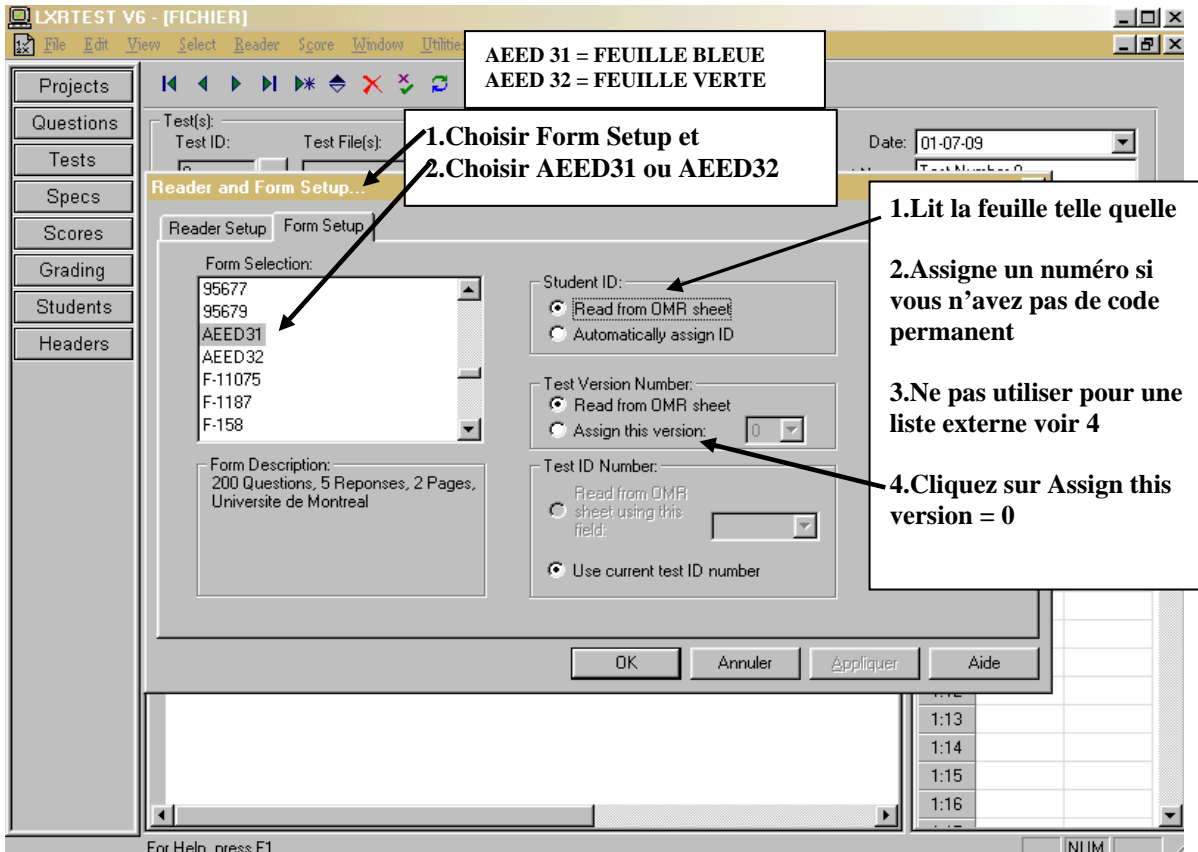 LXRTEST V6 - [FICHIER]
File Edit View Select Reader Score Window Utilities
AEED 31 = FEUILLE BLEUE
AEED 32 = FEUILLE VERTE
Projects
Questions
Tests
Specs
Scores
Grading
Students
Headers
Test(s):
Test ID: Test File(s):
Date: 01-07-09
1.Choisir Form Setup et
2.Choisir AEED31 ou AEED32
Reader and Form Setup...
Reader Setup Form Setup
Form Selection:
95677
95679
AEED31
AEED32
F-11075
F-1187
F-158
Form Description:
200 Questions, 5 Reponses, 2 Pages,
Universite de Montreal
Student ID:
Read from OMR sheet
Automatically assign ID
Test Version Number:
Read from OMR sheet
Assign this version: 0
Test ID Number:
Read from OMR
sheet using this
field:
Use current test ID number
1.Lit la feuille telle quelle
2.Assigne un numéro si
vous n’avez pas de code
permanent
3.Ne pas utiliser pour une
liste externe voir 4
4.Cliquez sur Assign this
version = 0
OK Annuler Appliquer Aide
1:13
1:14
1:15
1:16
For Help, press F1
NUM